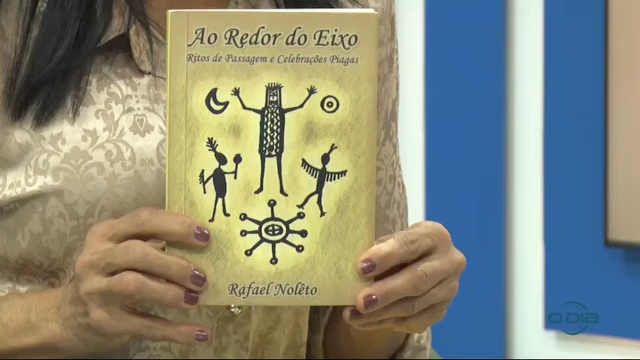 Ao Redor do Eixo
Ritos de Passagem e Celebrações Piagas
Rafael Nolêto
O DIA